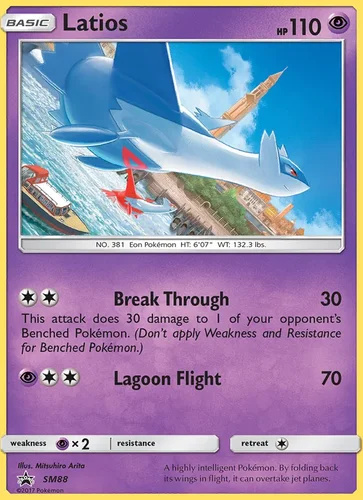 BASIC Latios HP 110
NO. 381 Eon Pokémon HT: 6'07" WT: 132.3 lbs.
Break Through 30
This attack does 30 damage to 1 of your opponent's
Benched Pokémon. (Don't apply Weakness and Resistance
for Benched Pokémon.)
Lagoon Flight 70
weakness ×2 resistance retreat
Illus. Mitsuhiro Arita
SM88
©2017 Pokémon
A highly intelligent Pokémon. By folding back
its wings in flight, it can overtake jet planes.